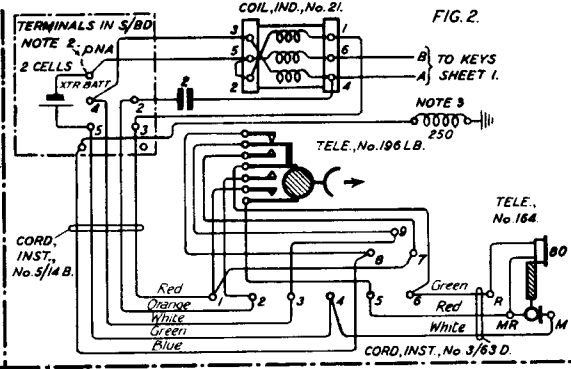 COIL, IND., No. 21.
FIG. 2.
TERMINALS IN S/BD
NOTE 2
NA
2 CELLS
XTR BATT
3
5
2
1
6
4
B
A
TO KEYS
SHEET 1.
4
2
2
5
3
NOTE 3
250
TELE., No. 196 LB.
TELE.,
No. 164.
80
CORD,
INST.,
No. 5/14 B.
9
8
7
Red
Orange
White
Green
Blue
1
2
3
4
5
6
Green
R
Red
MR
White
M
CORD, INST., No 3/63 D.